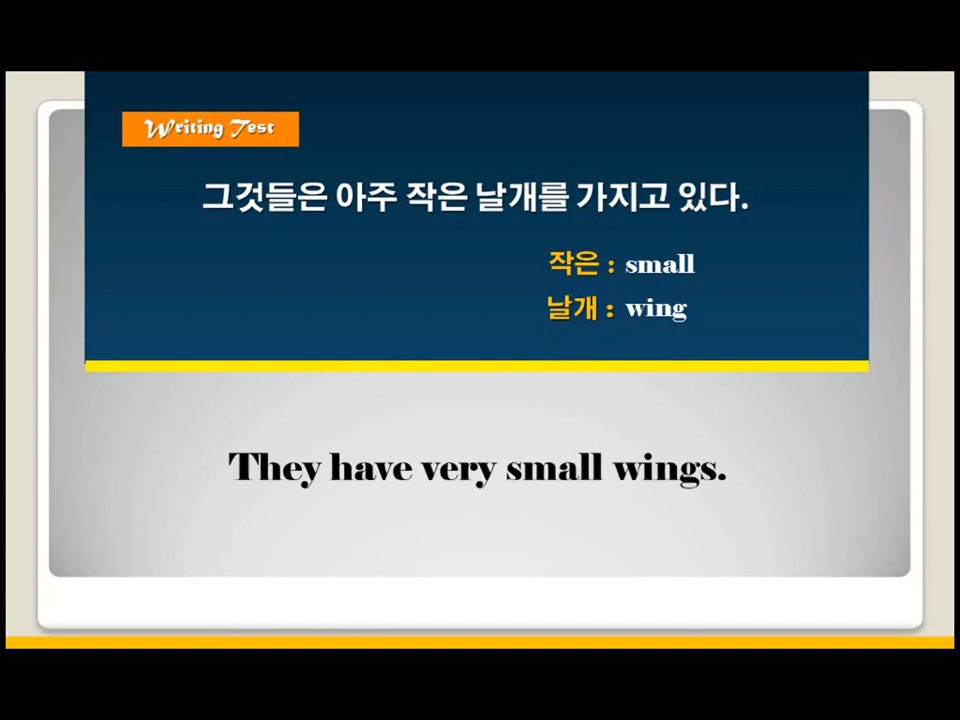 Writing Test
그것들은 아주 작은 날개를 가지고 있다.
작은 : small
날개 : wing
They have very small wings.